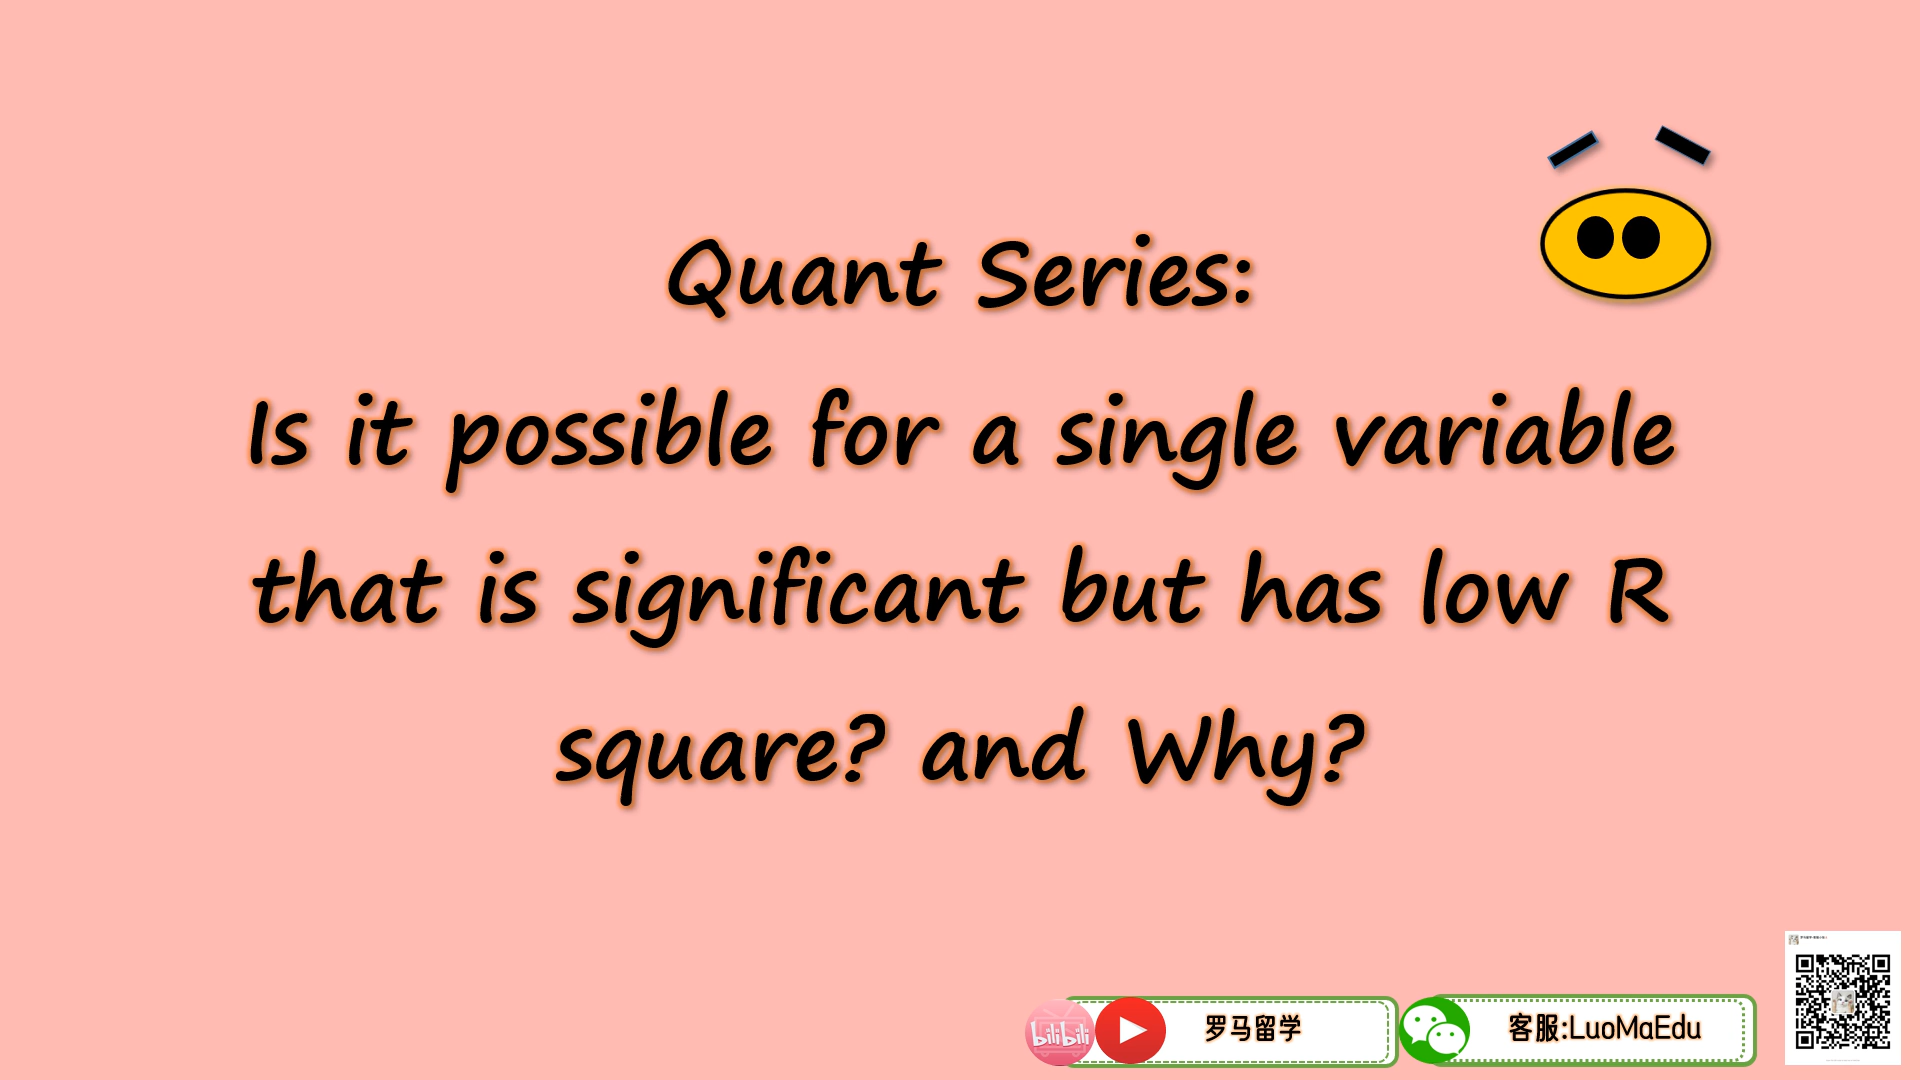 Quant Series:
Is it possible for a single variable
that is significant but has low R
square? and Why?
bilibili
罗马留学
客服:LuoMaEdu